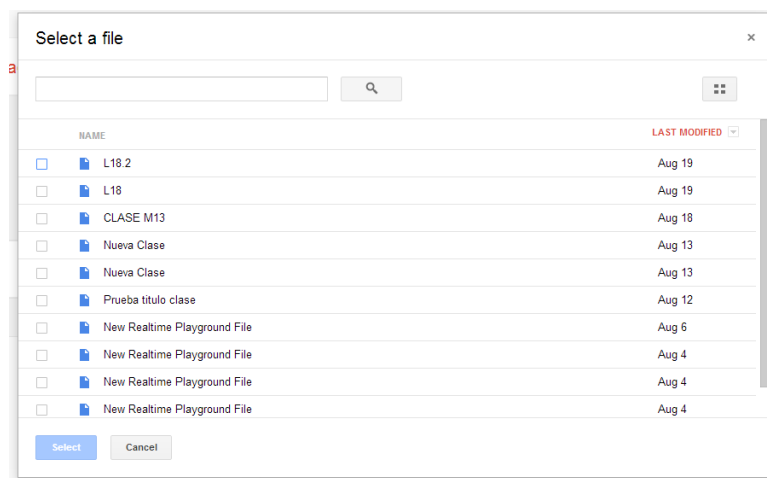 Select a file ×
a
NAME LAST MODIFIED
L18.2 Aug 19
L18 Aug 19
CLASE M13 Aug 18
Nueva Clase Aug 13
Nueva Clase Aug 13
Prueba titulo clase Aug 12
New Realtime Playground File Aug 6
New Realtime Playground File Aug 4
New Realtime Playground File Aug 4
New Realtime Playground File Aug 4
Select Cancel